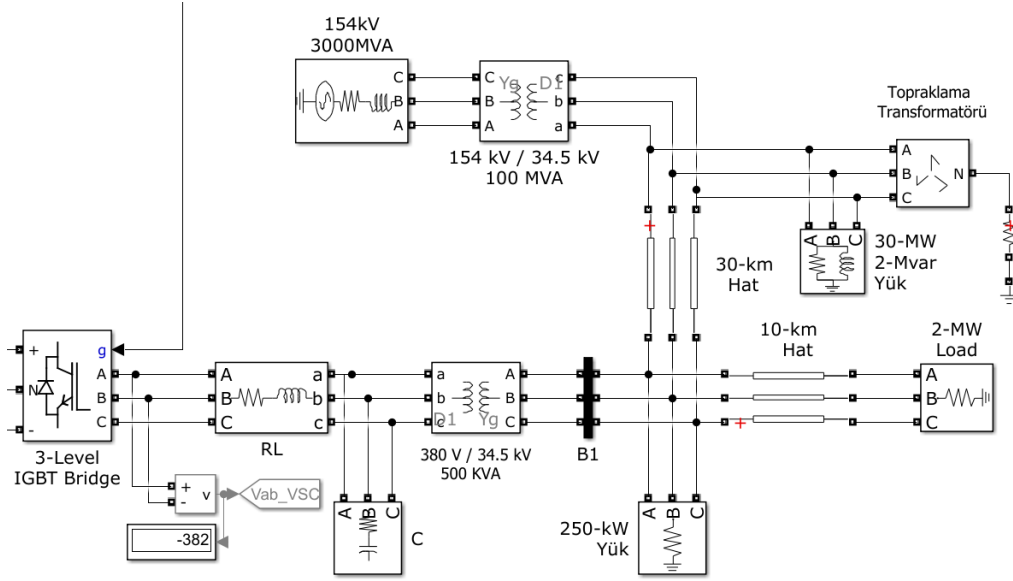 154kV
3000MVA
C
B
A
C
B
A
Yg
D1
c
b
a
154 kV / 34.5 kV
100 MVA
Topraklama
Transformatörü
A
B
C
N
A
B
C
30-MW
2-Mvar
Yük
30-km
Hat
10-km
Hat
2-MW
Load
A
B
C
+
N
-
g
A
B
C
3-Level
IGBT Bridge
A
B
C
a
b
c
RL
a
b
c
D1
Yg
A
B
C
380 V / 34.5 kV
500 KVA
B1
+
-
v
Vab_VSC
-382
A
B
C
C
250-kW
Yük
A
B
C